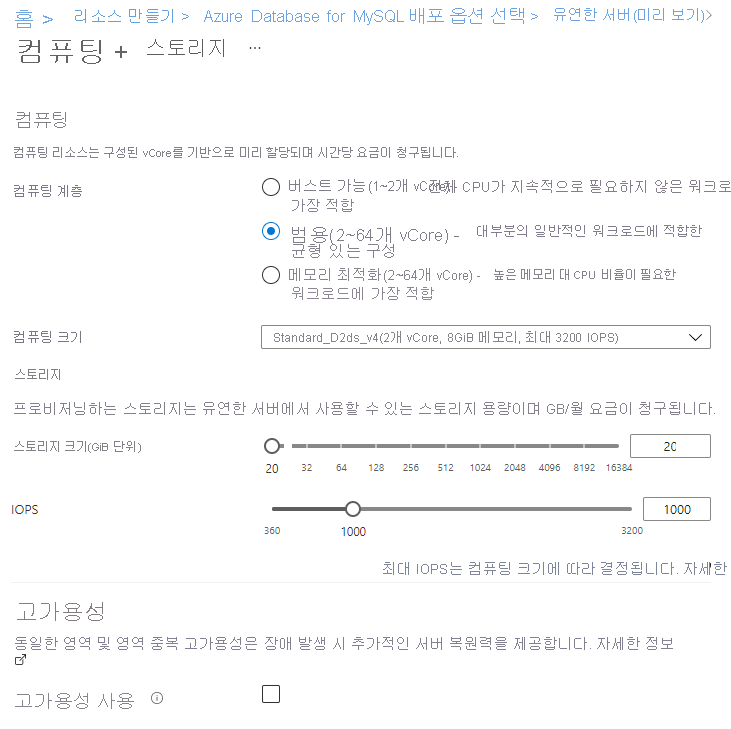 홈 > 리소스 만들기 > Azure Database for MySQL 배포 옵션 선택 > 유연한 서버(미리 보기)>
컴퓨팅 + 스토리지 ...
컴퓨팅
컴퓨팅 리소스는 구성된 vCore를 기반으로 미리 할당되며 시간당 요금이 청구됩니다.
컴퓨팅 계층
버스트 가능(1~2개 vCore) CPU가 지속적으로 필요하지 않은 워크로
가장 적합
범용(2~64개 vCore) - 대부분의 일반적인 워크로드에 적합한
균형 있는 구성
메모리 최적화(2~64개 vCore) - 높은 메모리 대 CPU 비율이 필요한
워크로드에 가장 적합
컴퓨팅 크기
Standard_D2ds_v4(2개 vCore, 8GiB 메모리, 최대 3200 IOPS)
스토리지
프로비저닝하는 스토리지는 유연한 서버에서 사용할 수 있는 스토리지 용량이며 GB/월 요금이 청구됩니다.
스토리지 크기(GiB 단위)
20
20 32 64 128 256 512 1024 2048 4096 8192 16384
IOPS
1000
360 1000 3200
최대 IOPS는 컴퓨팅 크기에 따라 결정됩니다. 자세한
고가용성
동일한 영역 및 영역 중복 고가용성은 장애 발생 시 추가적인 서버 복원력을 제공합니다. 자세한 정보
고가용성 사용